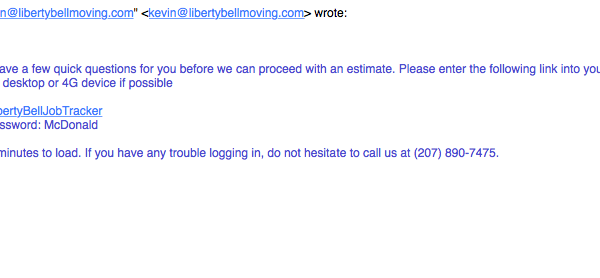 n@libertybellmoving.com" <kevin@libertybellmoving.com> wrote:
ave a few quick questions for you before we can proceed with an estimate. Please enter the following link into you
desktop or 4G device if possible
bertyBellJobTracker
ssword: McDonald
minutes to load. If you have any trouble logging in, do not hesitate to call us at (207) 890-7475.